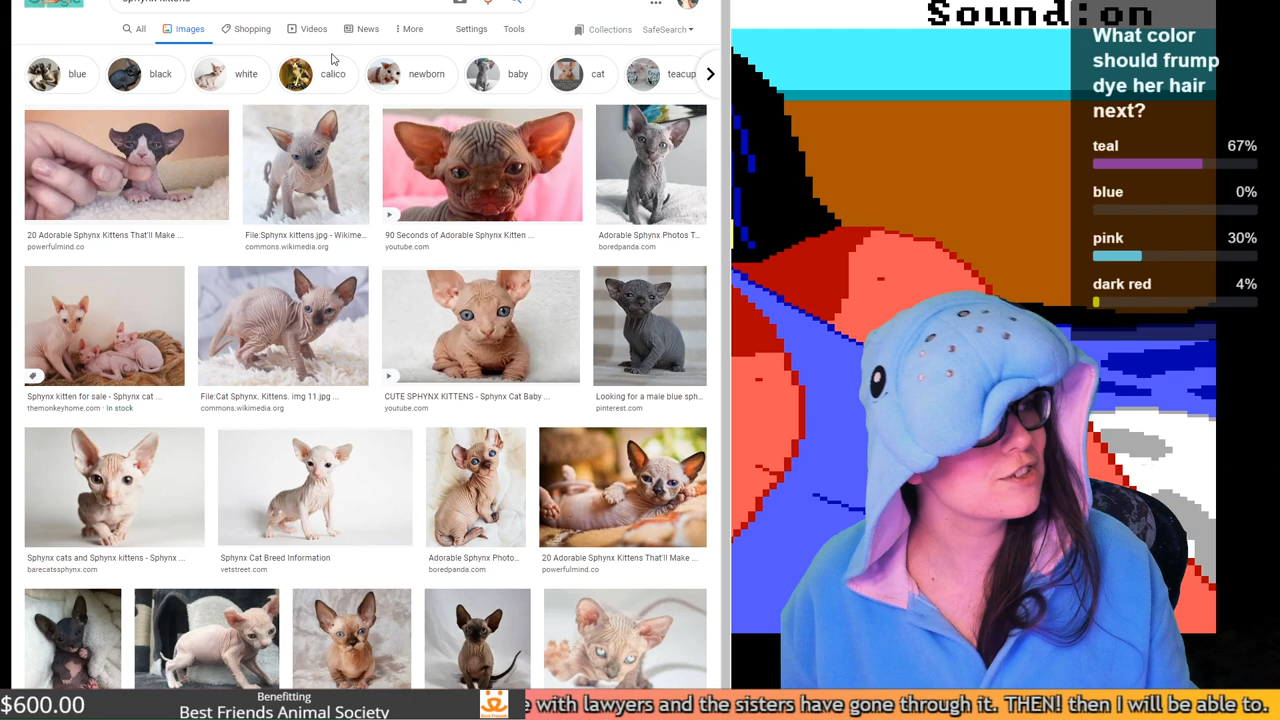 sphynx kittens
All
Images
Shopping
Videos
News
More
Settings
Tools
Collections
SafeSearch
blue
black
white
calico
newborn
baby
cat
teacup
20 Adorable Sphynx Kittens That'll Make ...
powerfulmind.co
File:Sphynx kittens.jpg - Wikime...
commons.wikimedia.org
90 Seconds of Adorable Sphynx Kitten ...
youtube.com
Adorable Sphynx Photos T...
boredpanda.com
Sphynx kitten for sale - Sphynx cat ...
themonkeyhome.com · In stock
File:Cat Sphynx. Kittens. img 11.jpg ...
commons.wikimedia.org
CUTE SPHYNX KITTENS - Sphynx Cat Baby ...
youtube.com
Looking for a male blue sph...
pinterest.com
Sphynx cats and Sphynx kittens - Sphynx ...
barecatssphynx.com
Sphynx Cat Breed Information
vetstreet.com
Adorable Sphynx Photo...
boredpanda.com
20 Adorable Sphynx Kittens That'll Make ...
powerfulmind.co
Sound:on
What color
should frump
dye her hair
next?
teal 67%
blue 0%
pink 30%
dark red 4%
$600.00
Benefitting
Best Friends Animal Society
e with lawyers and the sisters have gone through it. THEN! then I will be able to.